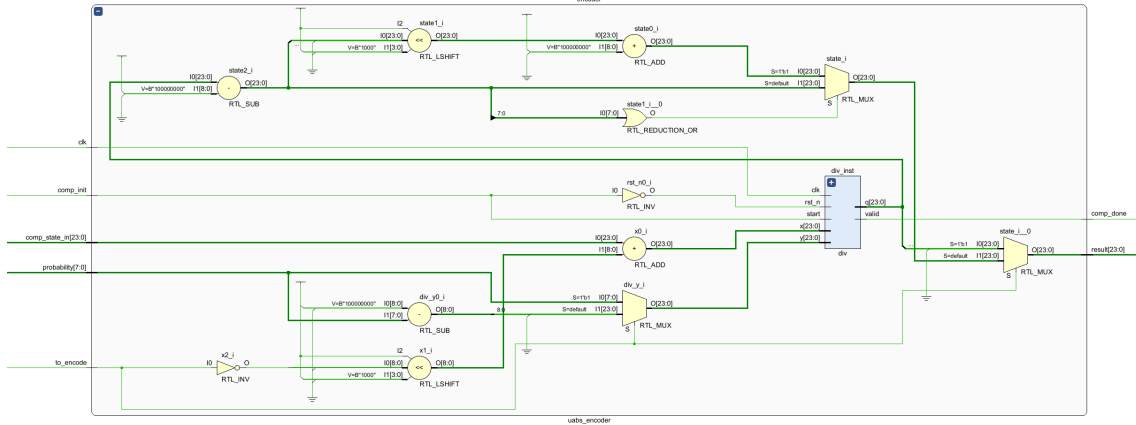 encoder
I2
state1_i
I0[23:0]
O[23:0]
V=B"1000"
I1[3:0]
<<
RTL_LSHIFT
state0_i
I0[23:0]
O[23:0]
V=B"100000000"
I1[8:0]
+
RTL_ADD
state2_i
I0[23:0]
O[23:0]
V=B"100000000"
I1[8:0]
-
RTL_SUB
state_i
S=1'b1
I0[23:0]
O[23:0]
S=default
I1[23:0]
S
RTL_MUX
state1_i__0
7:0
I0[7:0]
O
RTL_REDUCTION_OR
clk
comp_init
rst_n0_i
I0
O
RTL_INV
div_inst
clk
rst_n
start
x[23:0]
y[23:0]
q[23:0]
valid
div
comp_done
comp_state_in[23:0]
x0_i
I0[23:0]
O[23:0]
I1[8:0]
+
RTL_ADD
state_i__0
S=1'b1
I0[23:0]
O[23:0]
S=default
I1[23:0]
S
RTL_MUX
result[23:0]
probability[7:0]
div_y0_i
V=B"100000000"
I0[8:0]
O[8:0]
I1[7:0]
-
RTL_SUB
8:0
div_y_i
S=1'b1
I0[7:0]
O[23:0]
S=default
I1[23:0]
S
RTL_MUX
to_encode
x2_i
I0
O
RTL_INV
x1_i
I2
I0[8:0]
O[8:0]
V=B"1000"
I1[3:0]
<<
RTL_LSHIFT
uabs_encoder